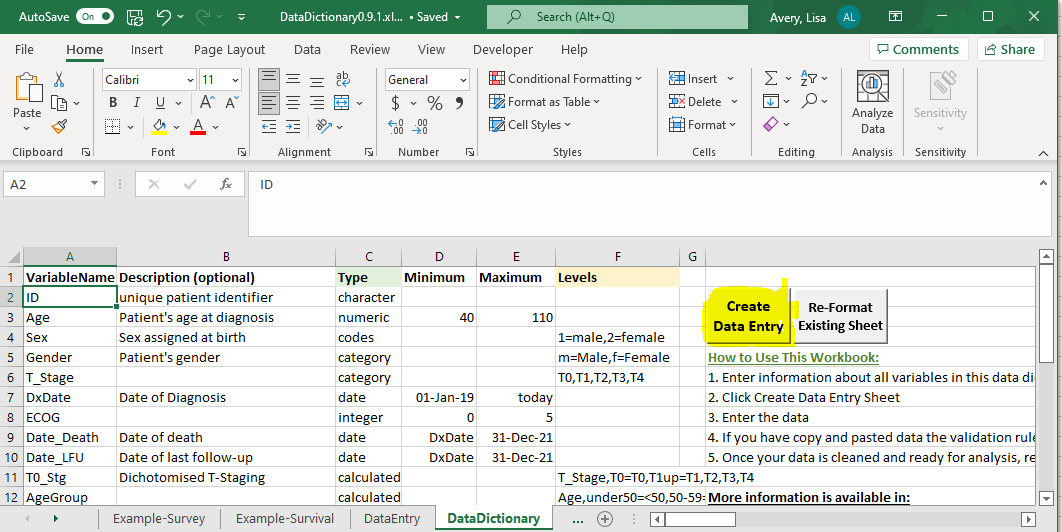 AutoSave On DataDictionary0.9.1.xl... • Saved Search (Alt+Q) Avery, Lisa AL
File Home Insert Page Layout Formulas Data Review View Developer Help Comments Share
Paste Calibri 11 General Conditional Formatting Insert
B I U A A $ % Format as Table Delete Analyze Data Sensitivity
A Cell Styles Format
Clipboard Font Alignment Number Styles Cells Editing Analysis Sensitivity
A2 fx ID
A B C D E F G
1 VariableName Description (optional) Type Minimum Maximum Levels
2 ID unique patient identifier character
3 Age Patient's age at diagnosis numeric 40 110
4 Sex Sex assigned at birth codes 1=male,2=female
5 Gender Patient's gender category m=Male,f=Female
6 T_Stage category T0,T1,T2,T3,T4
7 DxDate Date of Diagnosis date 01-Jan-19 today
8 ECOG integer 0 5
9 Date_Death Date of death date DxDate 31-Dec-21
10 Date_LFU Date of last follow-up date DxDate 31-Dec-21
11 T0_Stg Dichotomised T-Staging calculated T_Stage,T0=T0,T1up=T1,T2,T3,T4
12 AgeGroup calculated Age,under50=<50,50-59=
Create
Data Entry
Re-Format
Existing Sheet
How to Use This Workbook:
1. Enter information about all variables in this data di
2. Click Create Data Entry Sheet
3. Enter the data
4. If you have copy and pasted data the validation rule
5. Once your data is cleaned and ready for analysis, re
More information is available in:
Example-Survey Example-Survival DataEntry DataDictionary ...